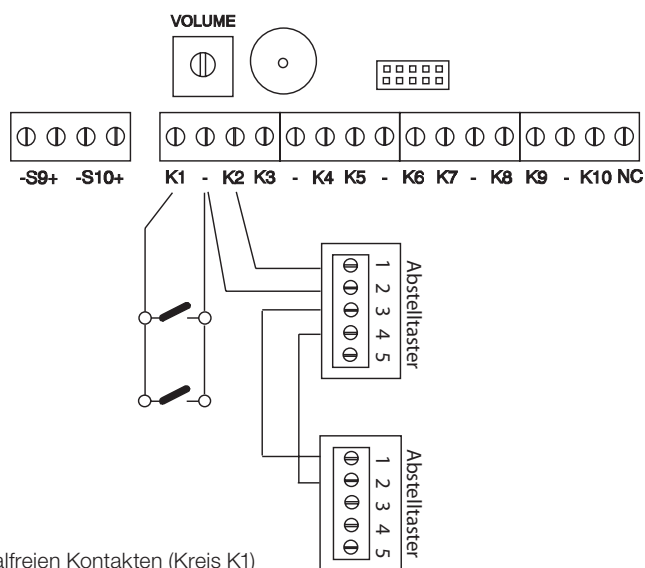 VOLUME
-S9+ -S10+ K1 - K2 K3 - K4 K5 - K6 K7 - K8 K9 - K10 NC
1
2
3
4
5
Abstelltaster
1
2
3
4
5
Abstelltaster
Kontakten (Kreis K1)